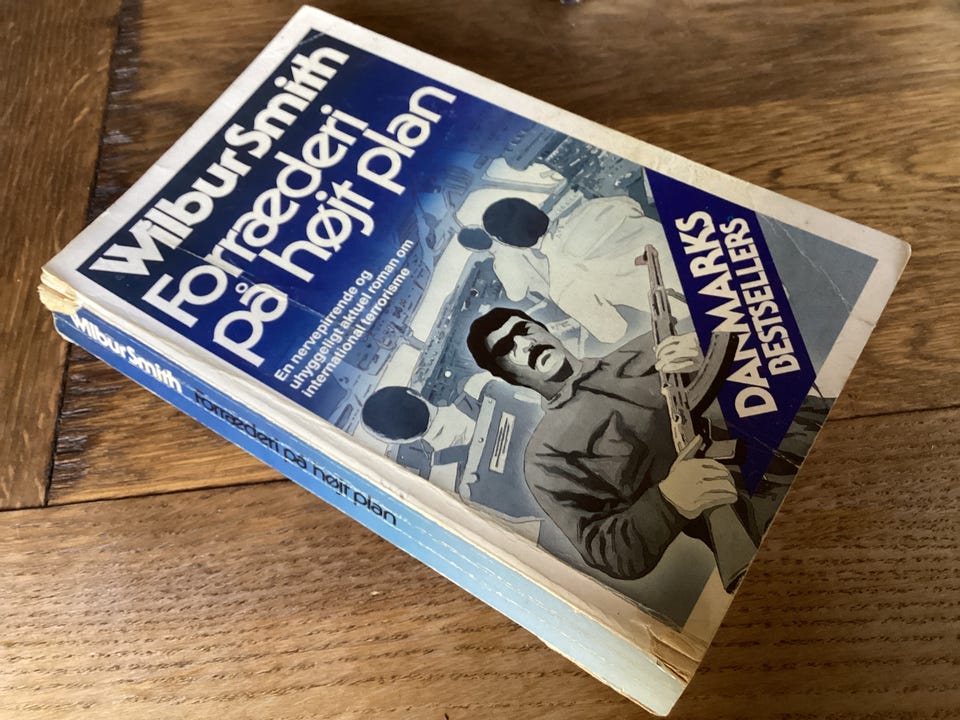 Wilbur Smith
Forræderi
på højt plan
En nervepirrende og
uhyggeligt aktuel roman om
international terrorisme
DANMARKS
BESTSELLERS
Wilbur Smith Forræderi på højt plan